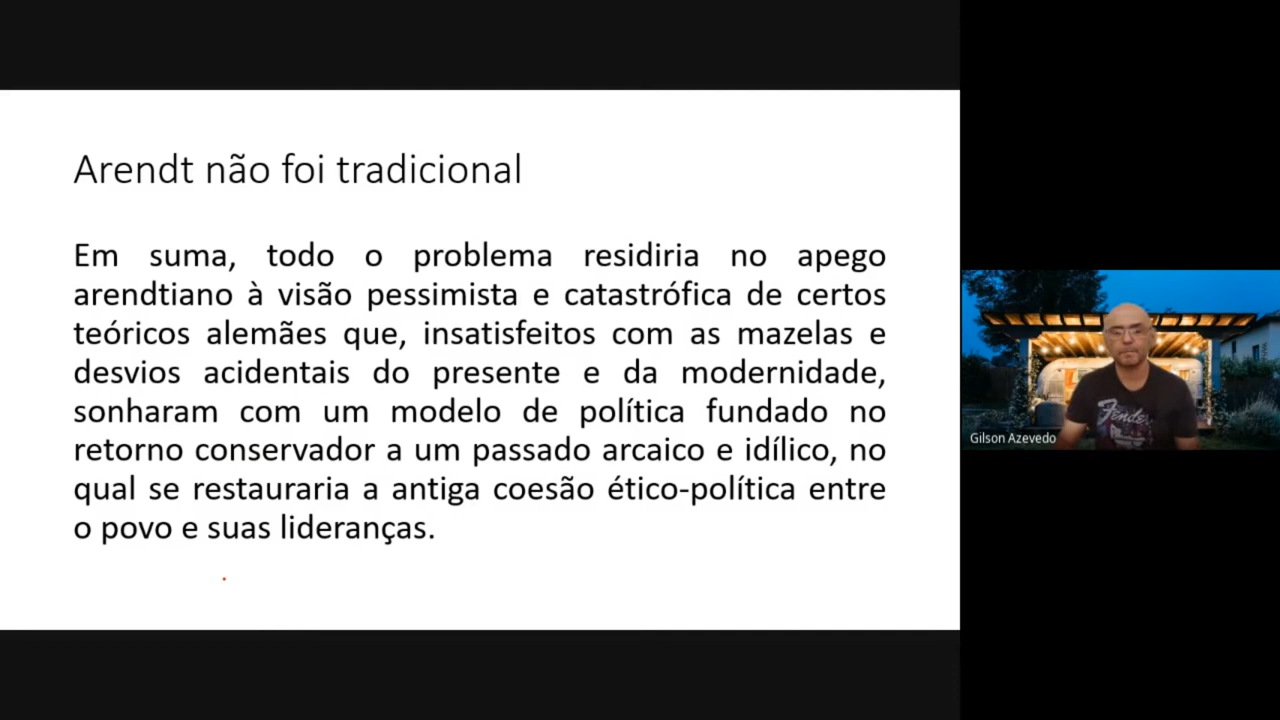 Arendt não foi tradicional
Em suma, todo o problema residiria no apego
arendtiano à visão pessimista e catastrófica de certos
teóricos alemães que, insatisfeitos com as mazelas e
desvios acidentais do presente e da modernidade,
sonharam com um modelo de política fundado no
retorno conservador a um passado arcaico e idílico, no
qual se restauraria a antiga coesão ético-política entre
o povo e suas lideranças.
Fender
Gilson Azevedo